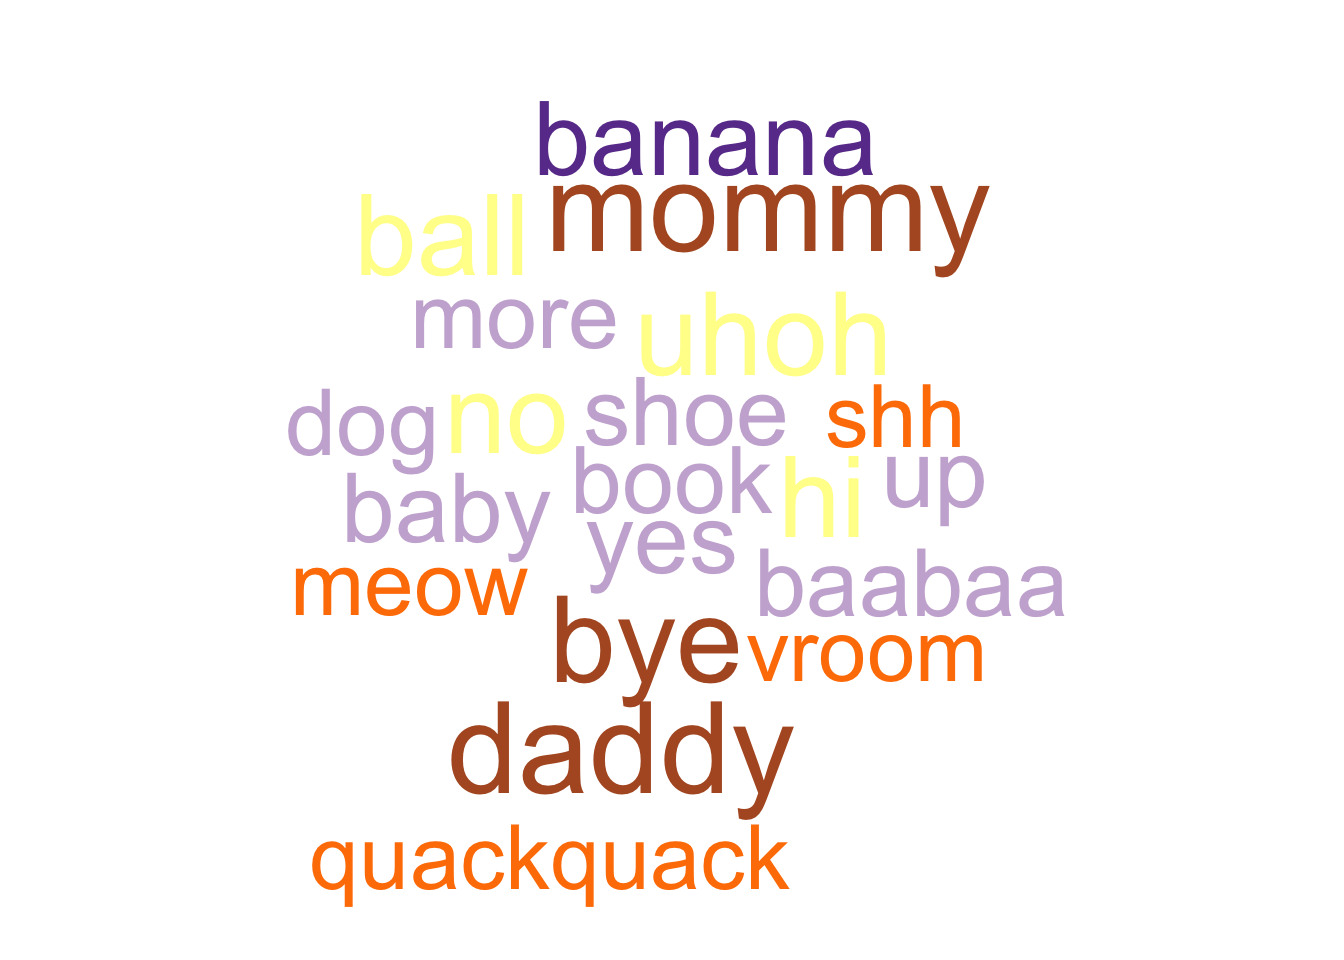 banana
ball mommy
more uhoh
dog no shoe shh
baby book hi up
yes
meow baabaa
bye vroom
daddy
quackquack